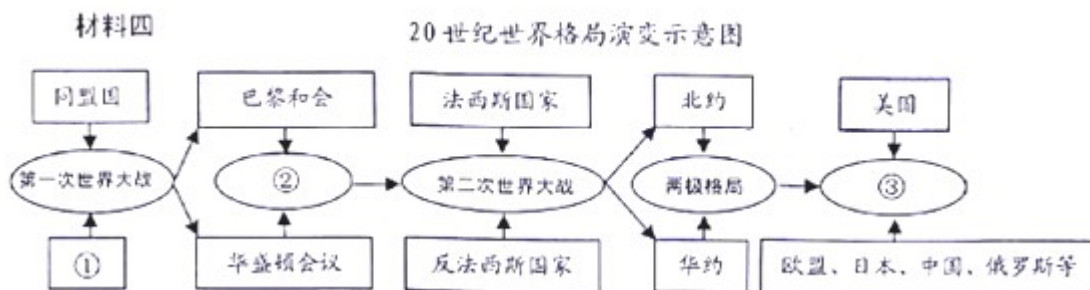 材料四
20世纪世界格局演变示意图
同盟国 巴黎和会 法西斯国家 北约 美国
第一次世界大战 ② 第二次世界大战 两极格局 ③
① 华盛顿会议 反法西斯国家 华约 欧盟、日本、中国、俄罗斯等